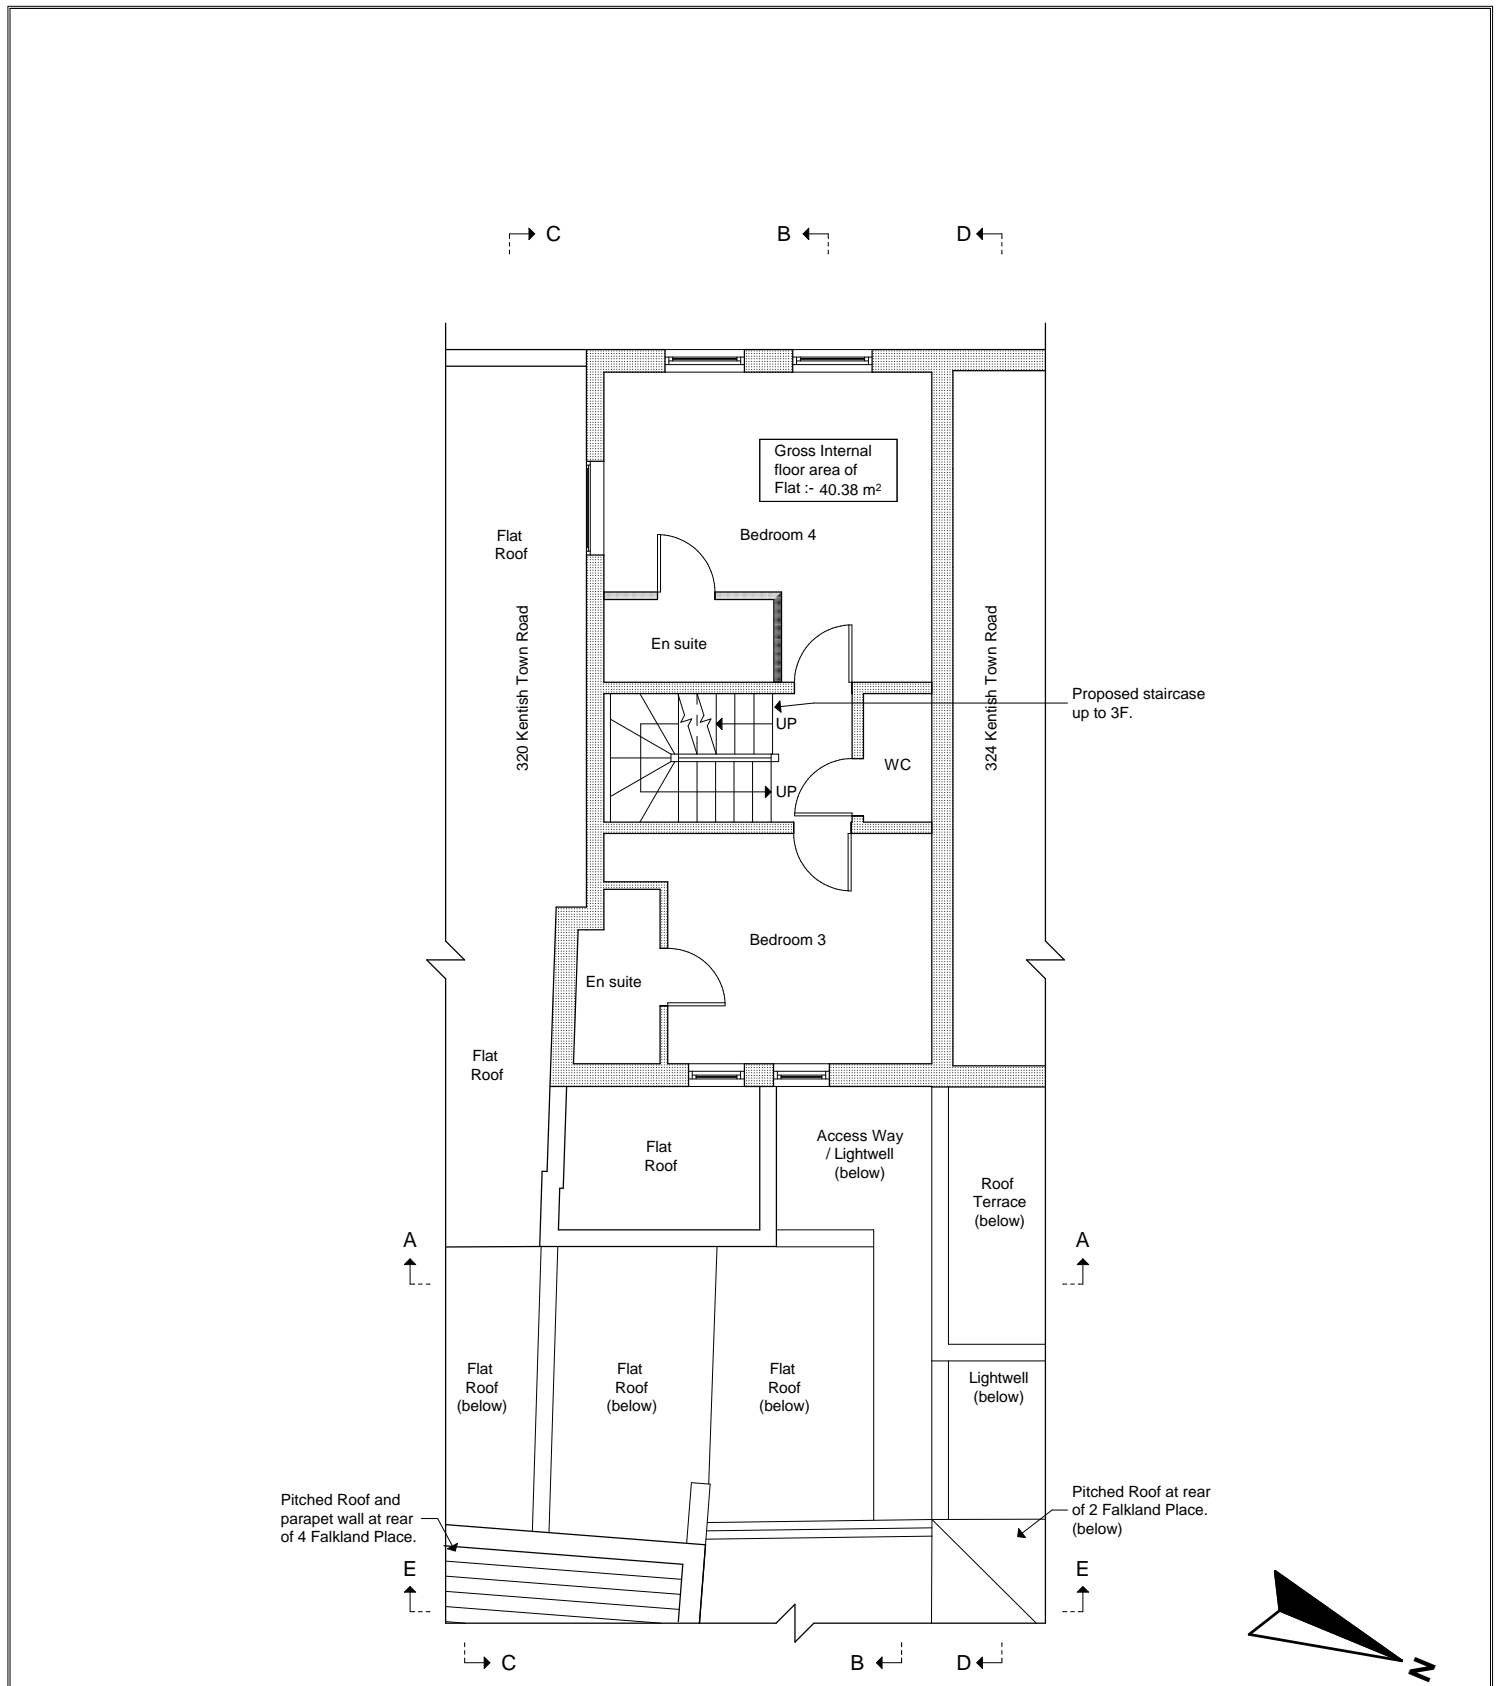 C
B
D
Gross Internal
floor area of
Flat :- 40.38 m²
Flat
Roof
Bedroom 4
320 Kentish Town Road
324 Kentish Town Road
En suite
Proposed staircase
up to 3F.
UP
WC
UP
Bedroom 3
En suite
Flat
Roof
Flat
Roof
Access Way
/ Lightwell
(below)
Roof
Terrace
(below)
A
A
Flat
Roof
(below)
Flat
Roof
(below)
Flat
Roof
(below)
Lightwell
(below)
Pitched Roof and
parapet wall at rear
of 4 Falkland Place.
Pitched Roof at rear
of 2 Falkland Place.
(below)
E
E
C
B
D
N